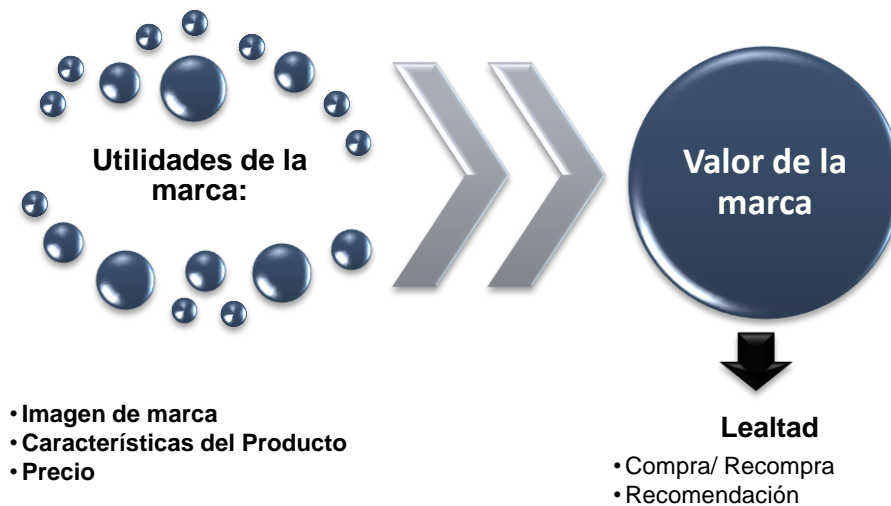 Utilidades de la
marca:
Valor de la
marca
• Imagen de marca
• Características del Producto
• Precio
Lealtad
• Compra/ Recompra
• Recomendación